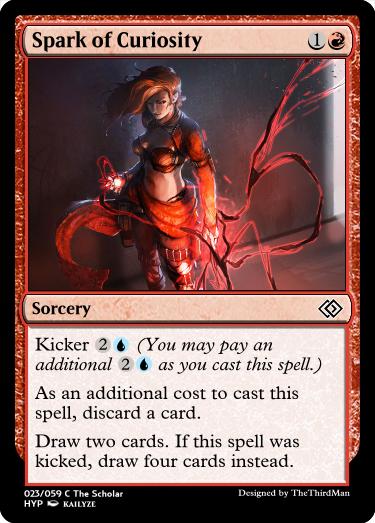 Spark of Curiosity 1
Sorcery
Kicker 2 (You may pay an
additional 2 as you cast this spell.)
As an additional cost to cast this
spell, discard a card.
Draw two cards. If this spell was
kicked, draw four cards instead.
023/059 C The Scholar
Designed by TheThirdMan
HYP KAILYZE